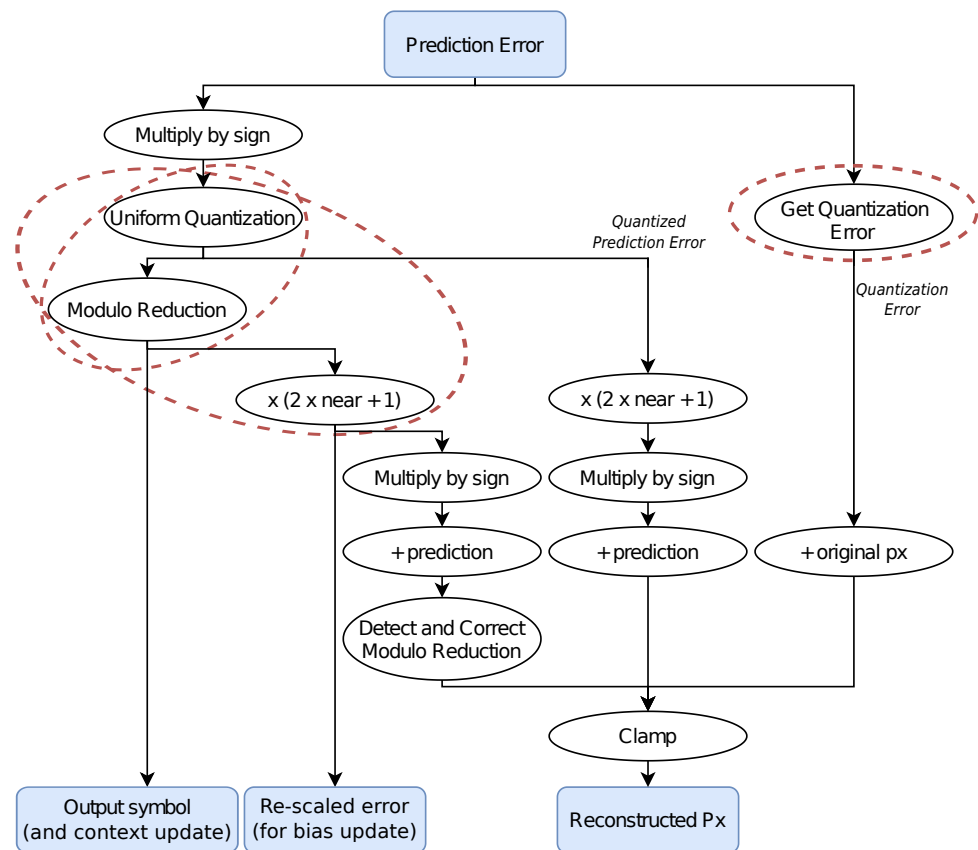 Prediction Error
Multiply by sign
Uniform Quantization
Quantized
Prediction Error
Get Quantization
Error
Modulo Reduction
Quantization
Error
x (2 x near +1)
x (2 x near +1)
Multiply by sign
Multiply by sign
+prediction
+prediction
+original px
Detect and Correct
Modulo Reduction
Clamp
Output symbol
(and context update)
Re-scaled error
(for bias update)
Reconstructed Px